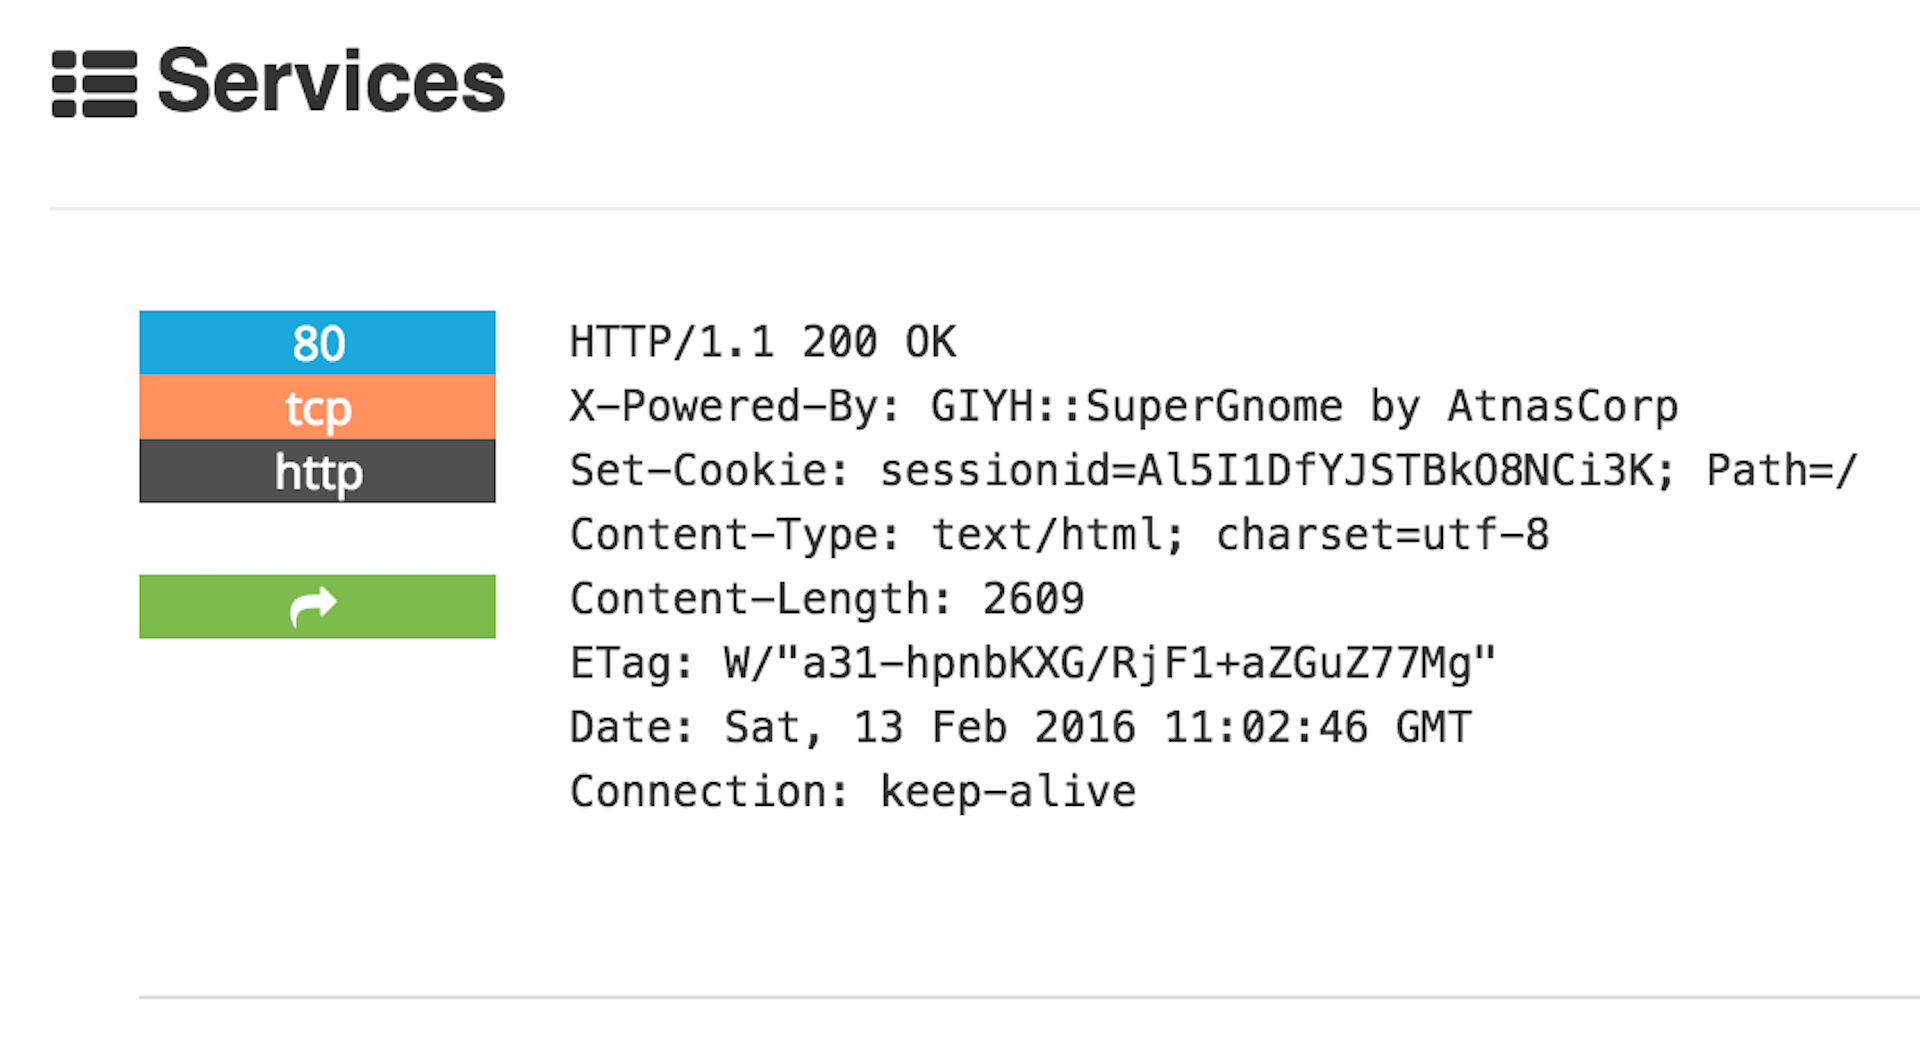 Services
80
tcp
http
HTTP/1.1 200 OK
X-Powered-By: GIYH::SuperGnome by AtnasCorp
Set-Cookie: sessionid=Al5I1DfYJSTBkO8NCi3K; Path=/
Content-Type: text/html; charset=utf-8
Content-Length: 2609
ETag: W/"a31-hpnbKXG/RjF1+aZGuZ77Mg"
Date: Sat, 13 Feb 2016 11:02:46 GMT
Connection: keep-alive